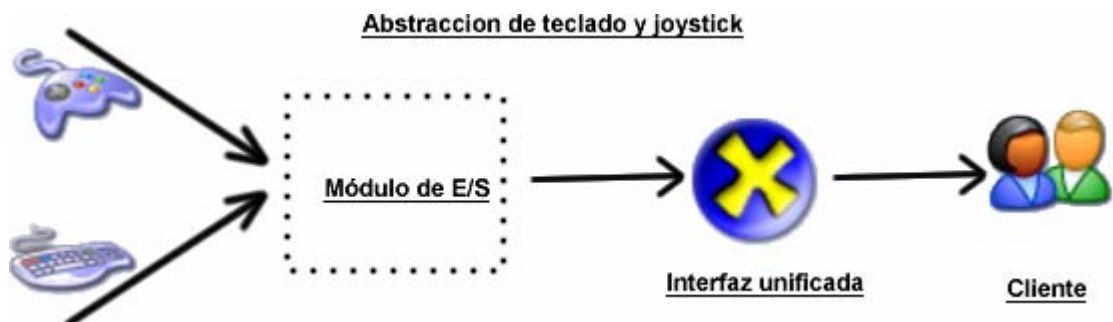 Abstraccion de teclado y joystick
Módulo de E/S
Interfaz unificada
Cliente